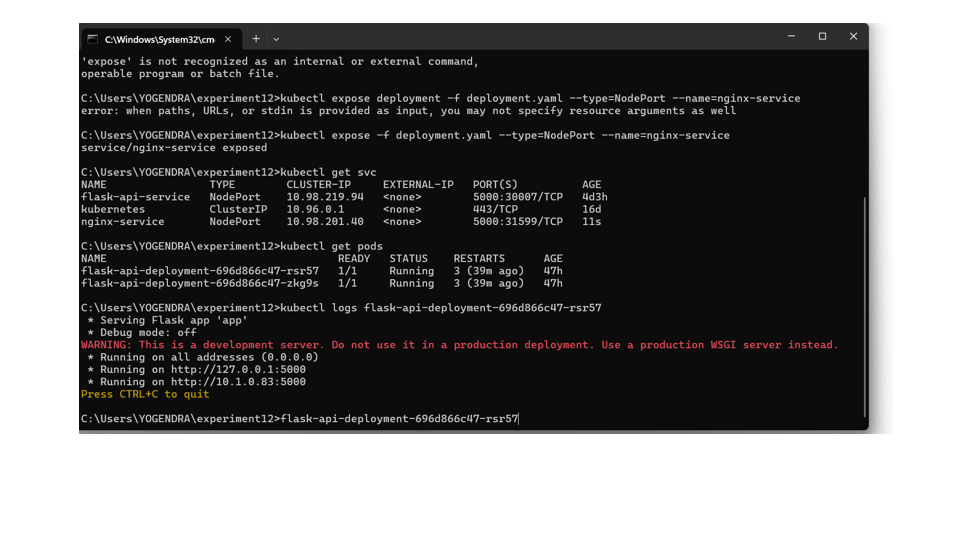 C:\Windows\System32\cm
'expose' is not recognized as an internal or external command,
operable program or batch file.
C:\Users\YOGENDRA\experiment12>kubectl expose deployment -f deployment.yaml --type=NodePort --name=nginx-service
error: when paths, URLs, or stdin is provided as input, you may not specify resource arguments as well
C:\Users\YOGENDRA\experiment12>kubectl expose -f deployment.yaml --type=NodePort --name=nginx-service
service/nginx-service exposed
C:\Users\YOGENDRA\experiment12>kubectl get svc
NAME TYPE CLUSTER-IP EXTERNAL-IP PORT(S) AGE
flask-api-service NodePort 10.98.219.94 <none> 5000:30007/TCP 4d3h
kubernetes ClusterIP 10.96.0.1 <none> 443/TCP 16d
nginx-service NodePort 10.98.201.40 <none> 5000:31599/TCP 11s
C:\Users\YOGENDRA\experiment12>kubectl get pods
NAME READY STATUS RESTARTS AGE
flask-api-deployment-696d866c47-rsr57 1/1 Running 3 (39m ago) 47h
flask-api-deployment-696d866c47-zkg9s 1/1 Running 3 (39m ago) 47h
C:\Users\YOGENDRA\experiment12>kubectl logs flask-api-deployment-696d866c47-rsr57
* Serving Flask app 'app'
* Debug mode: off
WARNING: This is a development server. Do not use it in a production deployment. Use a production WSGI server instead.
* Running on all addresses (0.0.0.0)
* Running on http://127.0.0.1:5000
* Running on http://10.1.0.83:5000
Press CTRL+C to quit
C:\Users\YOGENDRA\experiment12>flask-api-deployment-696d866c47-rsr57